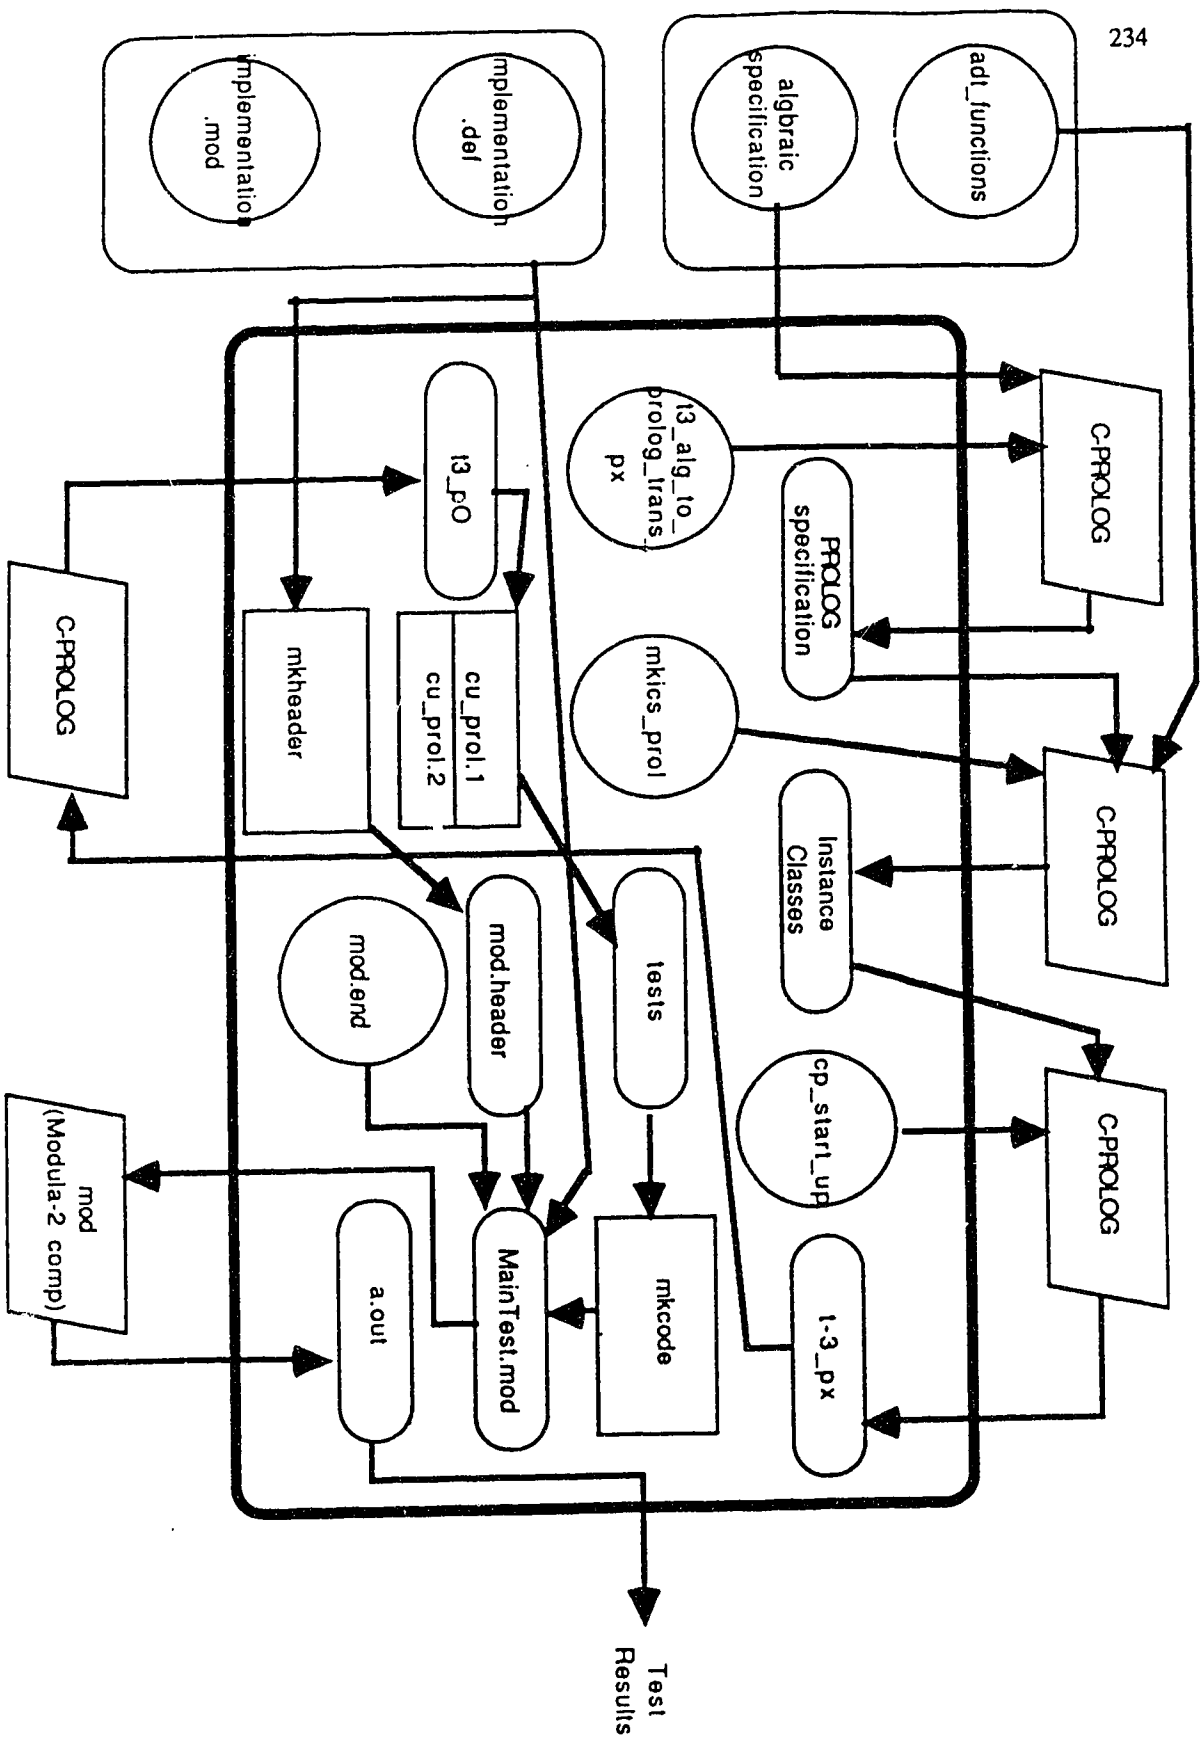 234
adt_functions
algbraic
specification
mplementation
.def
implementatio
.mod
C-PROLOG
C-PROLOG
C-PROLOG
t3_alg_to_
prolog_trans_
px
PROLOG
specification
mkics_prol
Instance
Classes
cp_start_up
t-3_px
t3_pO
cu_prol.1
cu_prol.2
mkheader
tests
mod.header
mod.end
mkcode
MainTest.mod
a.out
C-PROLOG
mod
(Modula-2 comp)
Test
Results